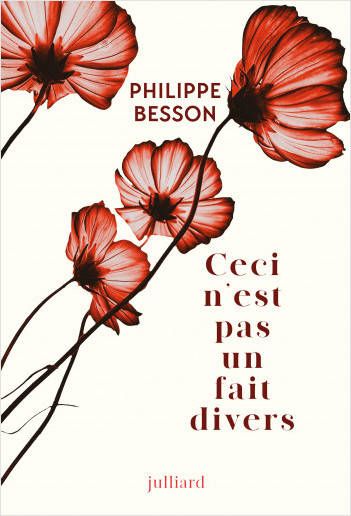 PHILIPPE
BESSON
Ceci
n'est
pas
un
fait
divers
julliard